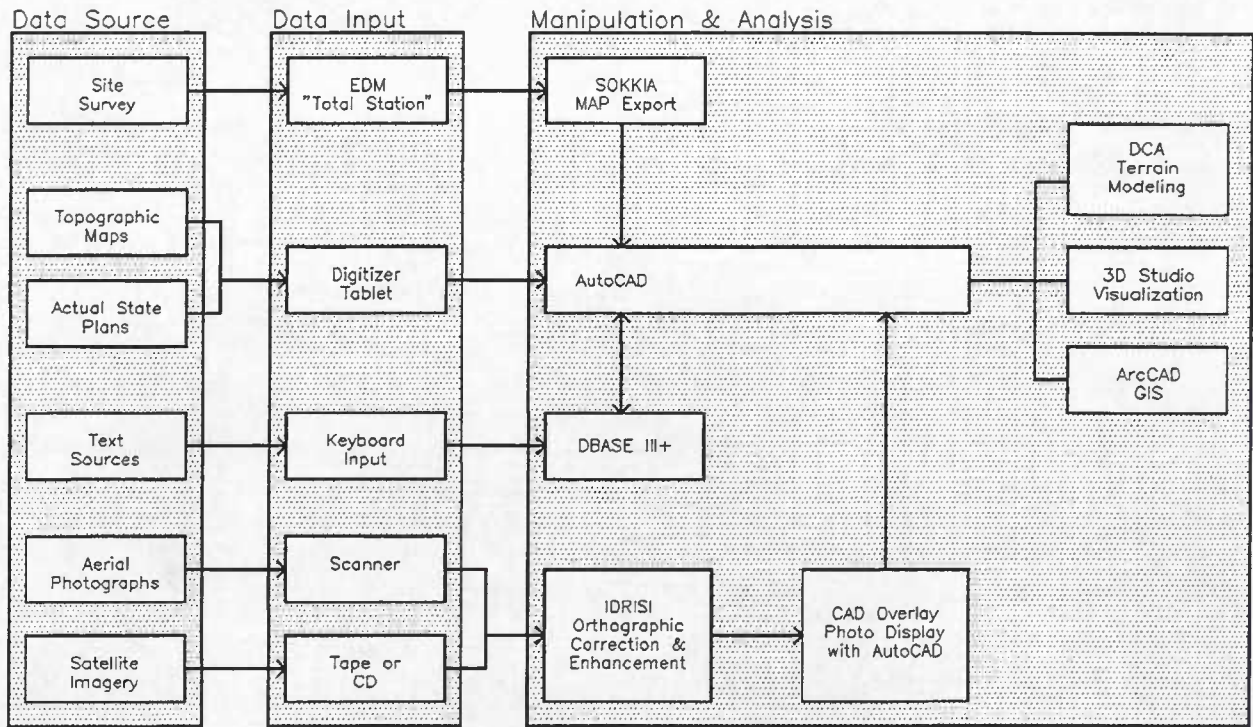 Data Source
Data Input
Manipulation & Analysis
Site
Survey
EDM
"Total Station"
SOKKIA
MAP Export
DCA
Terrain
Modeling
Topographic
Maps
Actual State
Plans
Digitizer
Tablet
AutoCAD
3D Studio
Visualization
ArcCAD
GIS
Text
Sources
Keyboard
Input
DBASE III+
Aerial
Photographs
Scanner
IDRISI
Orthographic
Correction &
Enhancement
CAD Overlay
Photo Display
with AutoCAD
Satellite
Imagery
Tape or
CD